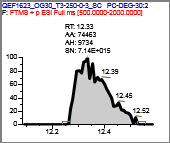 QEF1623_OG30_T3-250-0-3_SC PC-DEG-30:2
F: FTMS + p ESI Full ms [500.0000-2000.0000]
RT: 12.33
AA: 74463
AH: 9734
SN: 7.14E+015
100
80
60
40
20
0
12.39
12.45
12.52
12.2
12.4